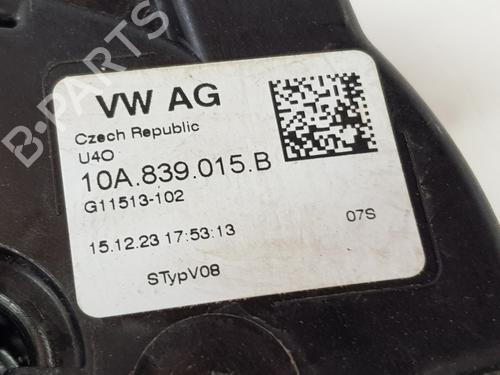 VW AG
Czech Republic
U4O
10A.839.015.B
G11513-102
15.12.23 17:53:13
07S
STypV08
B-PARTS